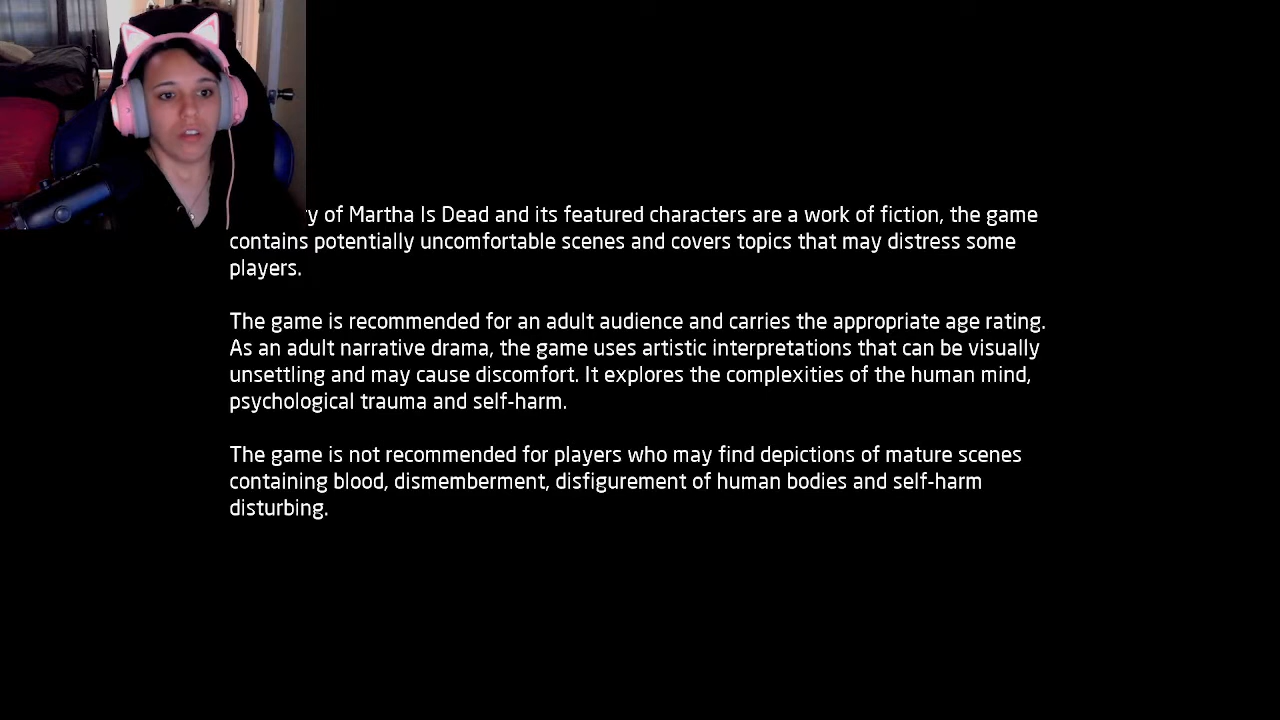 of Martha Is Dead and its featured characters are a work of fiction, the game
contains potentially uncomfortable scenes and covers topics that may distress some
players.
The game is recommended for an adult audience and carries the appropriate age rating.
As an adult narrative drama, the game uses artistic interpretations that can be visually
unsettling and may cause discomfort. It explores the complexities of the human mind,
psychological trauma and self-harm.
The game is not recommended for players who may find depictions of mature scenes
containing blood, dismemberment, disfigurement of human bodies and self-harm
disturbing.